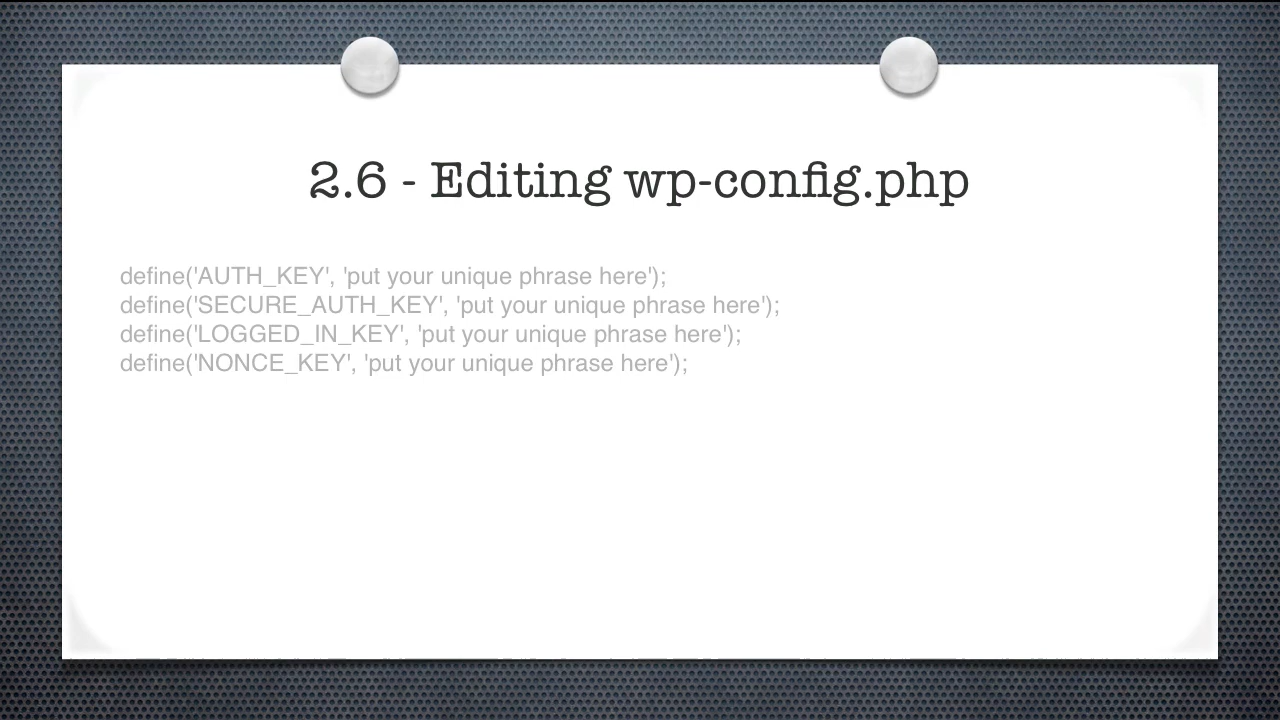 2.6 - Editing wp-config.php
define('AUTH_KEY', 'put your unique phrase here');
define('SECURE_AUTH_KEY', 'put your unique phrase here');
define('LOGGED_IN_KEY', 'put your unique phrase here');
define('NONCE_KEY', 'put your unique phrase here');